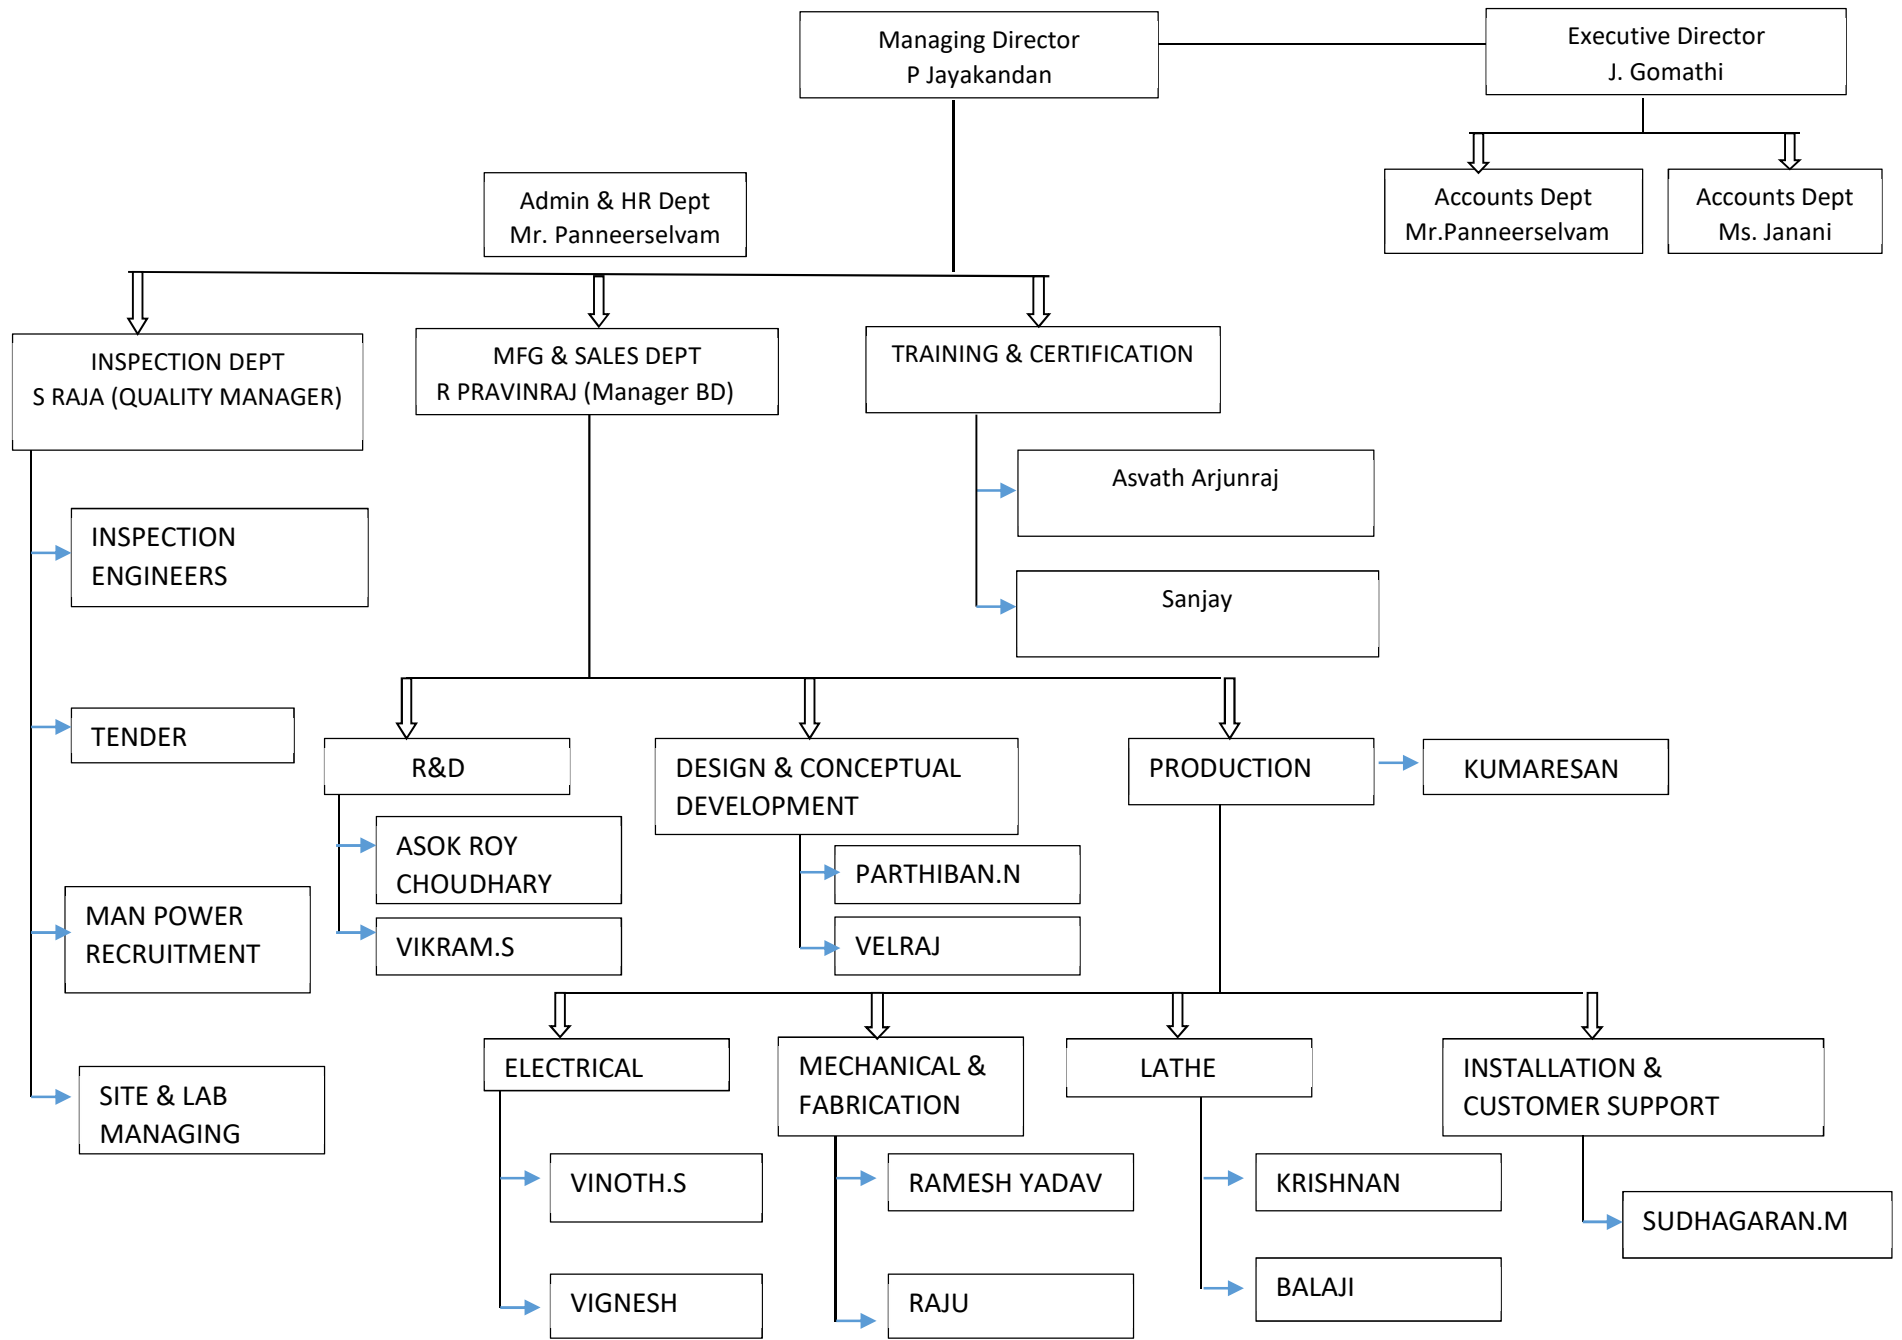 Managing Director
P Jayakandan
Executive Director
J. Gomathi
Admin & HR Dept
Mr. Panneerselvam
Accounts Dept
Mr.Panneerselvam
Accounts Dept
Ms. Janani
INSPECTION DEPT
S RAJA (QUALITY MANAGER)
MFG & SALES DEPT
R PRAVINRAJ (Manager BD)
TRAINING & CERTIFICATION
Asvath Arjunraj
INSPECTION
ENGINEERS
Sanjay
TENDER
R&D
DESIGN & CONCEPTUAL
DEVELOPMENT
PRODUCTION
KUMARESAN
ASOK ROY
CHOUDHARY
PARTHIBAN.N
MAN POWER
RECRUITMENT
VIKRAM.S
VELRAJ
SITE & LAB
MANAGING
ELECTRICAL
MECHANICAL &
FABRICATION
LATHE
INSTALLATION &
CUSTOMER SUPPORT
VINOTH.S
RAMESH YADAV
KRISHNAN
SUDHAGARAN.M
VIGNESH
RAJU
BALAJI